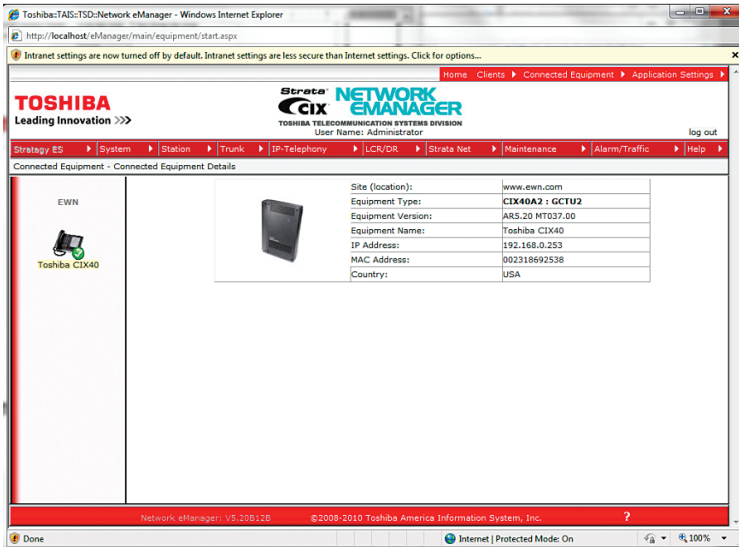 Toshiba::TAIS::TSD::Network eManager - Windows Internet Explorer
http://localhost/eManager/main/equipment/start.aspx
Intranet settings are now turned off by default. Intranet settings are less secure than Internet settings. Click for options...
Home Clients Connected Equipment Application Settings
TOSHIBA
Leading Innovation >>>
Strata CIX NETWORK EMANAGER
TOSHIBA TELECOMMUNICATION SYSTEMS DIVISION
User Name: Administrator
log out
Stratagy ES System Station Trunk IP-Telephony LCR/DR Strata Net Maintenance Alarm/Traffic Help
Connected Equipment - Connected Equipment Details
EWN
Toshiba CIX40
Site (location): www.ewn.com
Equipment Type: CIX40A2 : GCTU2
Equipment Version: AR5.20 MT037.00
Equipment Name: Toshiba CIX40
IP Address: 192.168.0.253
MAC Address: 002318692538
Country: USA
Network eManager: V5.20B12B ©2008-2010 Toshiba America Information System, Inc. ?
Done Internet | Protected Mode: On 100%